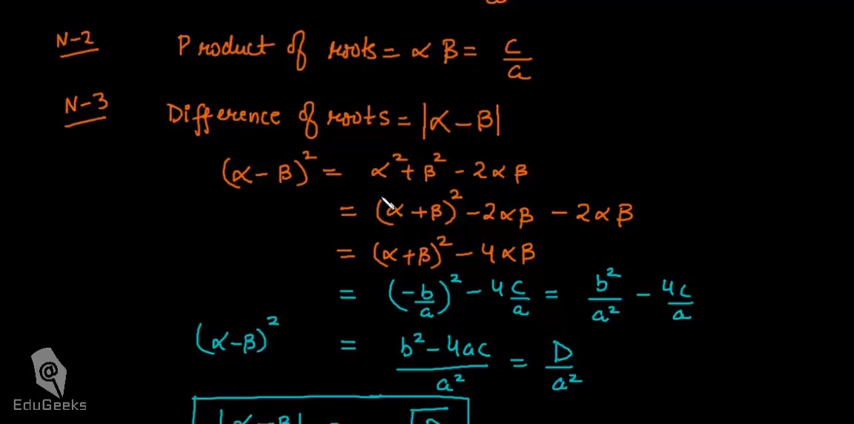 N-2 Product of roots = α β = c/a
N-3 Difference of roots = |α - β|
(α - β)² = α² + β² - 2αβ
= (α + β)² - 2αβ - 2αβ
= (α + β)² - 4αβ
= (-b/a)² - 4c/a = b²/a² - 4c/a
(α-β)² = b² - 4ac/a² = D/a²
|α-β| = √D
EduGeeks